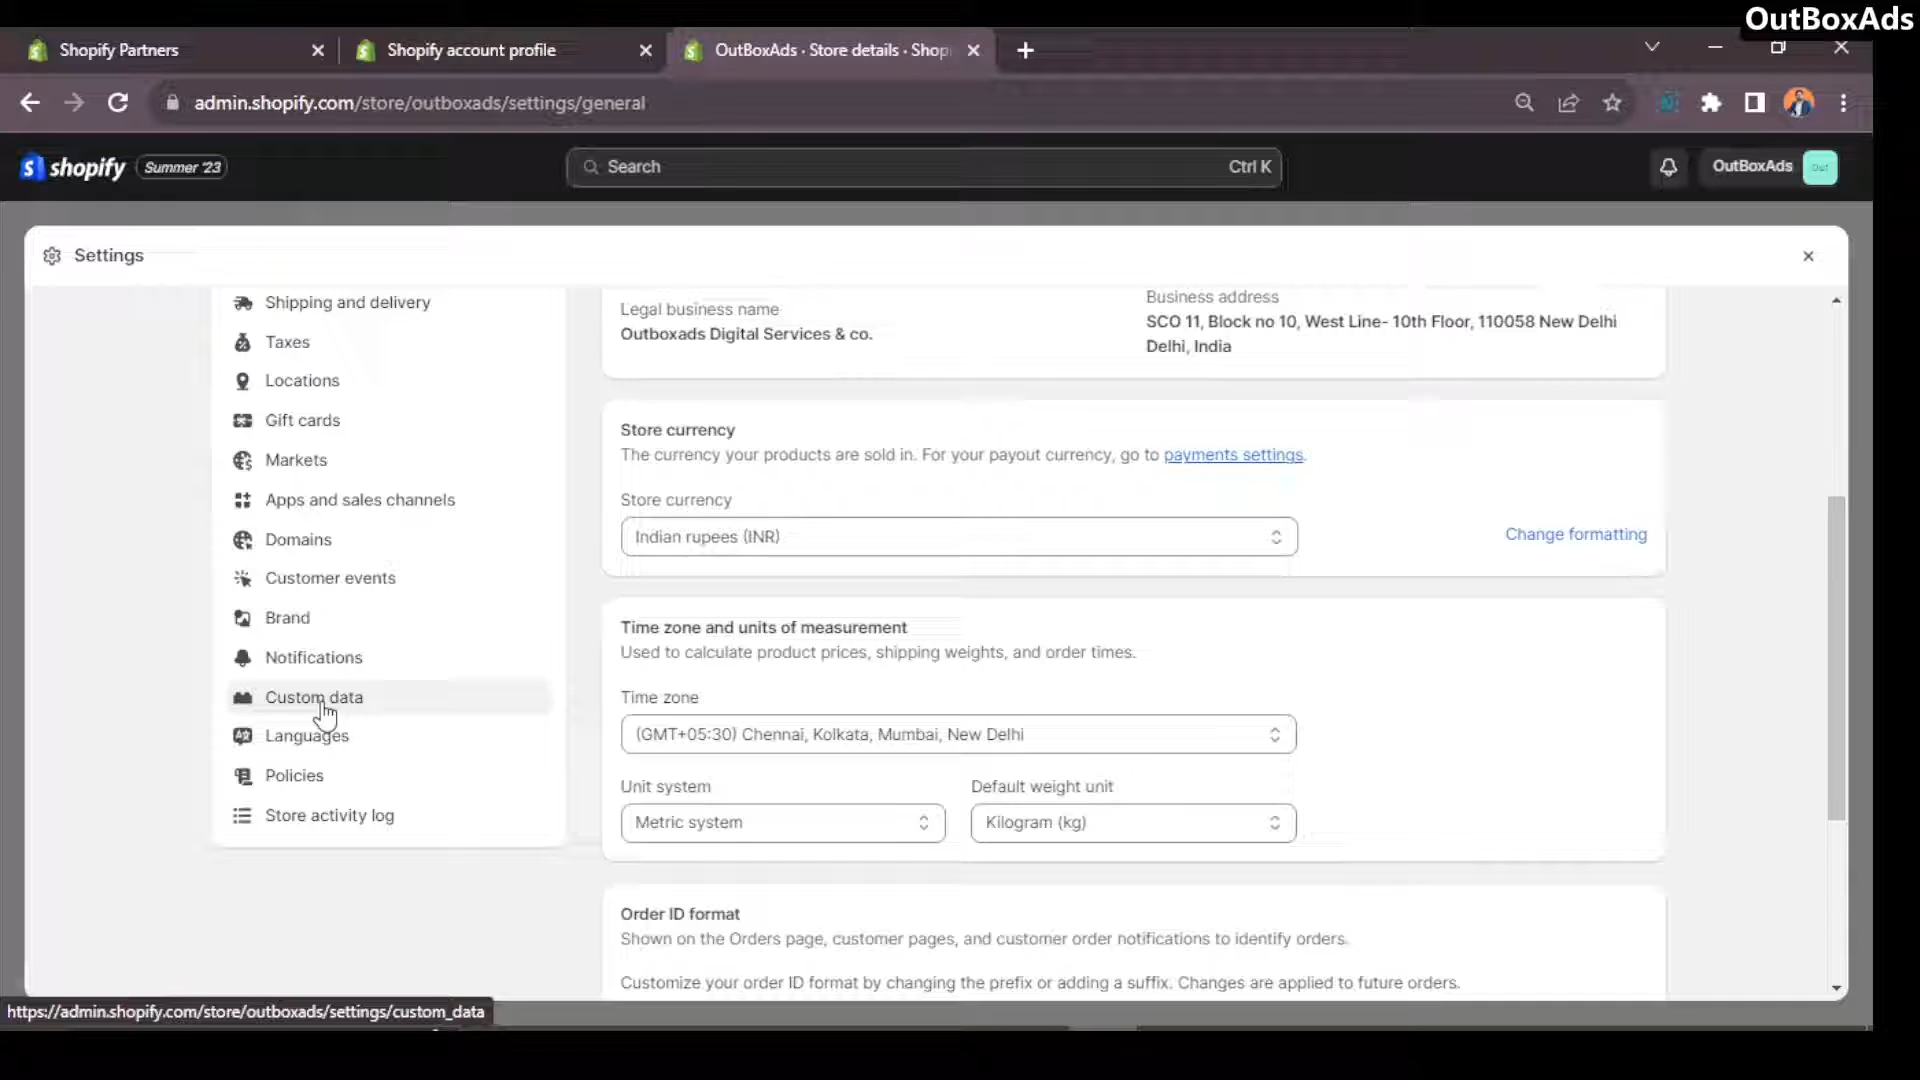 OutBoxAds
Shopify Partners
Shopify account profile
OutBoxAds · Store details · Shop
admin.shopify.com/store/outboxads/settings/general
shopify
Summer '23
Search
Ctrl K
OutBoxAds
Out
Settings
Shipping and delivery
Taxes
Locations
Gift cards
Markets
Apps and sales channels
Domains
Customer events
Brand
Notifications
Custom data
Languages
Policies
Store activity log
Legal business name
Outboxads Digital Services & co.
Business address
SCO 11, Block no 10, West Line- 10th Floor, 110058 New Delhi
Delhi, India
Store currency
The currency your products are sold in. For your payout currency, go to payments settings.
Store currency
Indian rupees (INR)
Change formatting
Time zone and units of measurement
Used to calculate product prices, shipping weights, and order times.
Time zone
(GMT+05:30) Chennai, Kolkata, Mumbai, New Delhi
Unit system
Default weight unit
Metric system
Kilogram (kg)
Order ID format
Shown on the Orders page, customer pages, and customer order notifications to identify orders.
Customize your order ID format by changing the prefix or adding a suffix. Changes are applied to future orders.
https://admin.shopify.com/store/outboxads/settings/custom_data